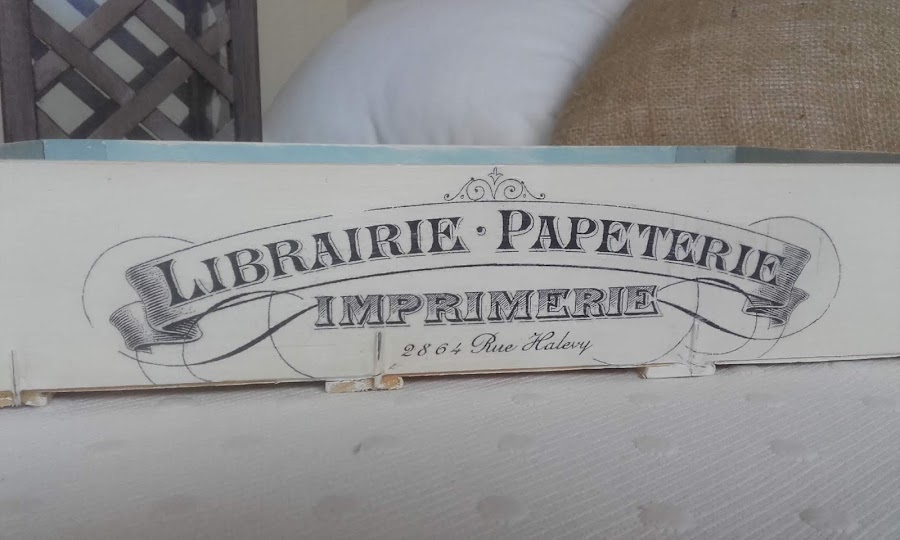 LIBRAIRIE · PAPETERIE
IMPRIMERIE
2864 Rue Halevy